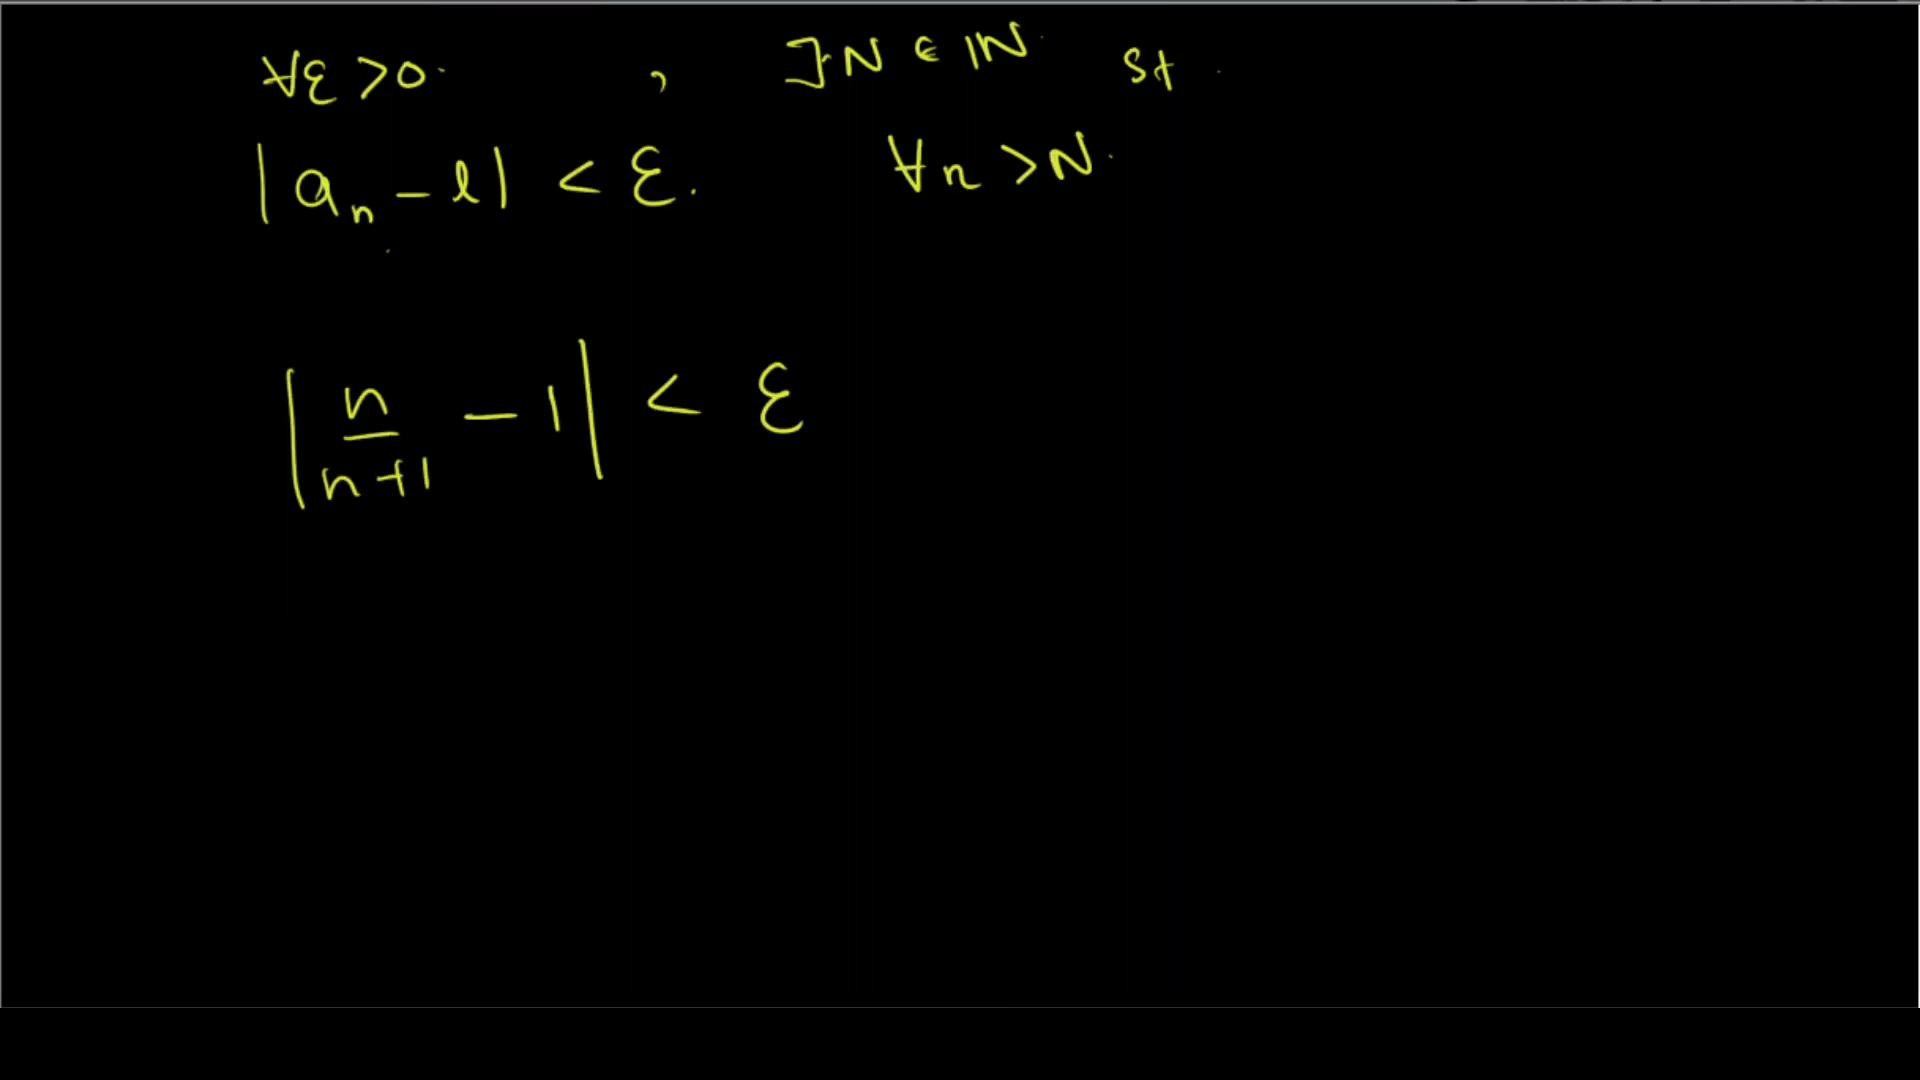 ∀ε>0. , ∃N ∈ ℕ. st.
|aₙ - l| < ε. ∀n > N.
|n/(n+1) - 1| < ε